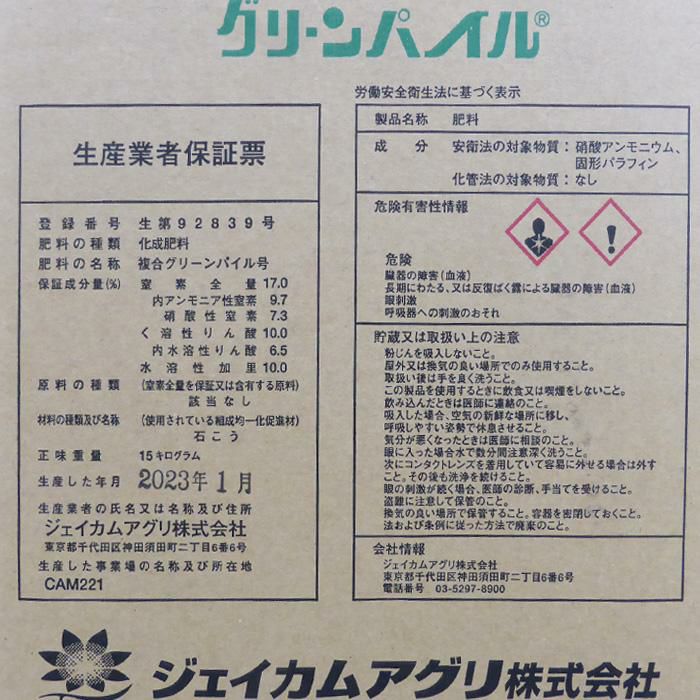 グリーンパイル®
生産業者保証票
登録番号 生第92839号
肥料の種類 化成肥料
肥料の名称 複合グリーンパイル号
保証成分量(%) 窒素全量 17.0
内アンモニア性窒素 9.7
硝酸性窒素 7.3
く溶性りん酸 10.0
内水溶性りん酸 6.5
水溶性加里 10.0
原料の種類 (窒素全量を保証又は含有する原料)
該当なし
材料の種類及び名称 (使用されている組成均一化促進材)
石こう
正味重量 15キログラム
生産した年月 2023年1月
生産業者の氏名又は名称及び住所
ジェイカムアグリ株式会社
東京都千代田区神田須田町二丁目6番6号
生産した事業場の名称及び所在地
CAM221
労働安全衛生法に基づく表示
製品名称 肥料
成分 安衛法の対象物質：硝酸アンモニウム、
固形パラフィン
化管法の対象物質：なし
危険有害性情報
危険
臓器の障害(血液)
長期にわたる、又は反復ばく露による臓器の障害(血液)
眼刺激
呼吸器への刺激のおそれ
貯蔵又は取扱い上の注意
粉じんを吸入しないこと。
屋外又は換気の良い場所でのみ使用すること。
取扱い後は手を良く洗うこと。
この製品を使用するときに飲食又は喫煙をしないこと。
飲み込んだときは医師に連絡のこと。
吸入した場合、空気の新鮮な場所に移し、
呼吸しやすい姿勢で休息させること。
気分が悪くなったときは医師に相談のこと。
眼に入った場合水で数分間注意深く洗うこと。
次にコンタクトレンズを着用していて容易に外せる場合は外す
こと。その後も洗浄を続けること。
眼の刺激が続く場合、医師の診断、手当てを受けること。
盗難に注意して保管のこと。
換気の良い場所で保管すること。容器を密閉しておくこと。
法および条例に従った方法で廃棄のこと。
会社情報
ジェイカムアグリ株式会社
東京都千代田区神田須田町二丁目6番6号
電話番号 03-5297-8900
ジェイカムアグリ株式会社